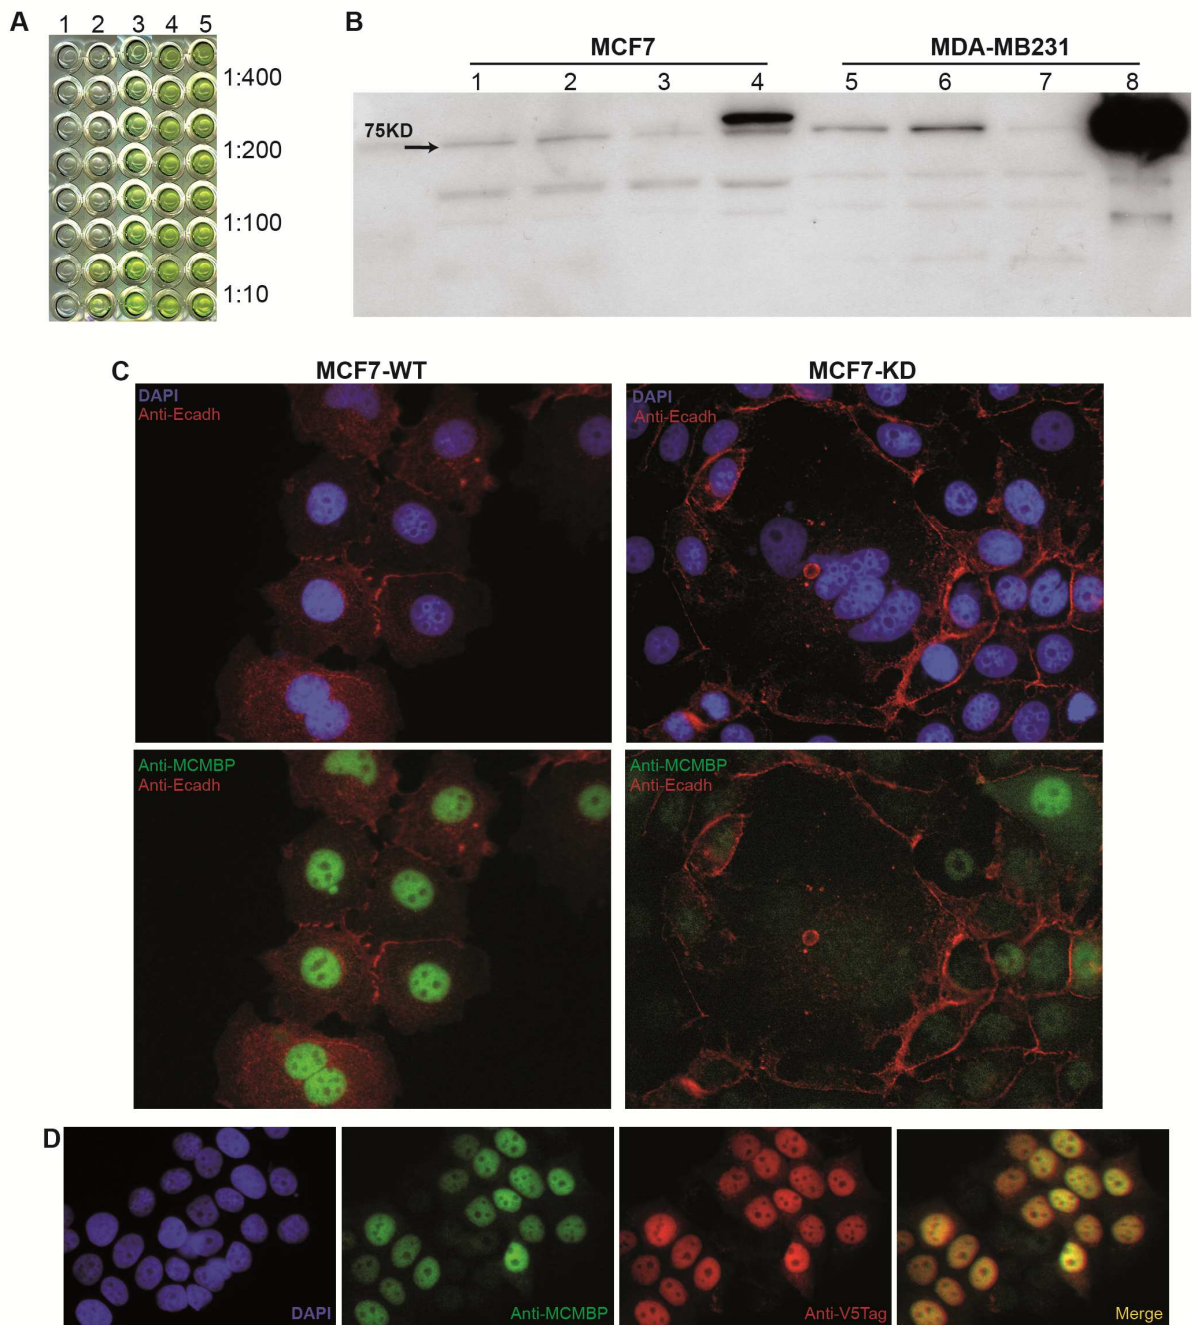 A
1 2 3 4 5
1:400
1:200
1:100
1:10
B
MCF7
MDA-MB231
1 2 3 4 5 6 7 8
75KD
C
MCF7-WT
MCF7-KD
DAPI
Anti-Ecadh
DAPI
Anti-Ecadh
Anti-MCMBP
Anti-Ecadh
Anti-MCMBP
Anti-Ecadh
D
DAPI
Anti-MCMBP
Anti-V5Tag
Merge